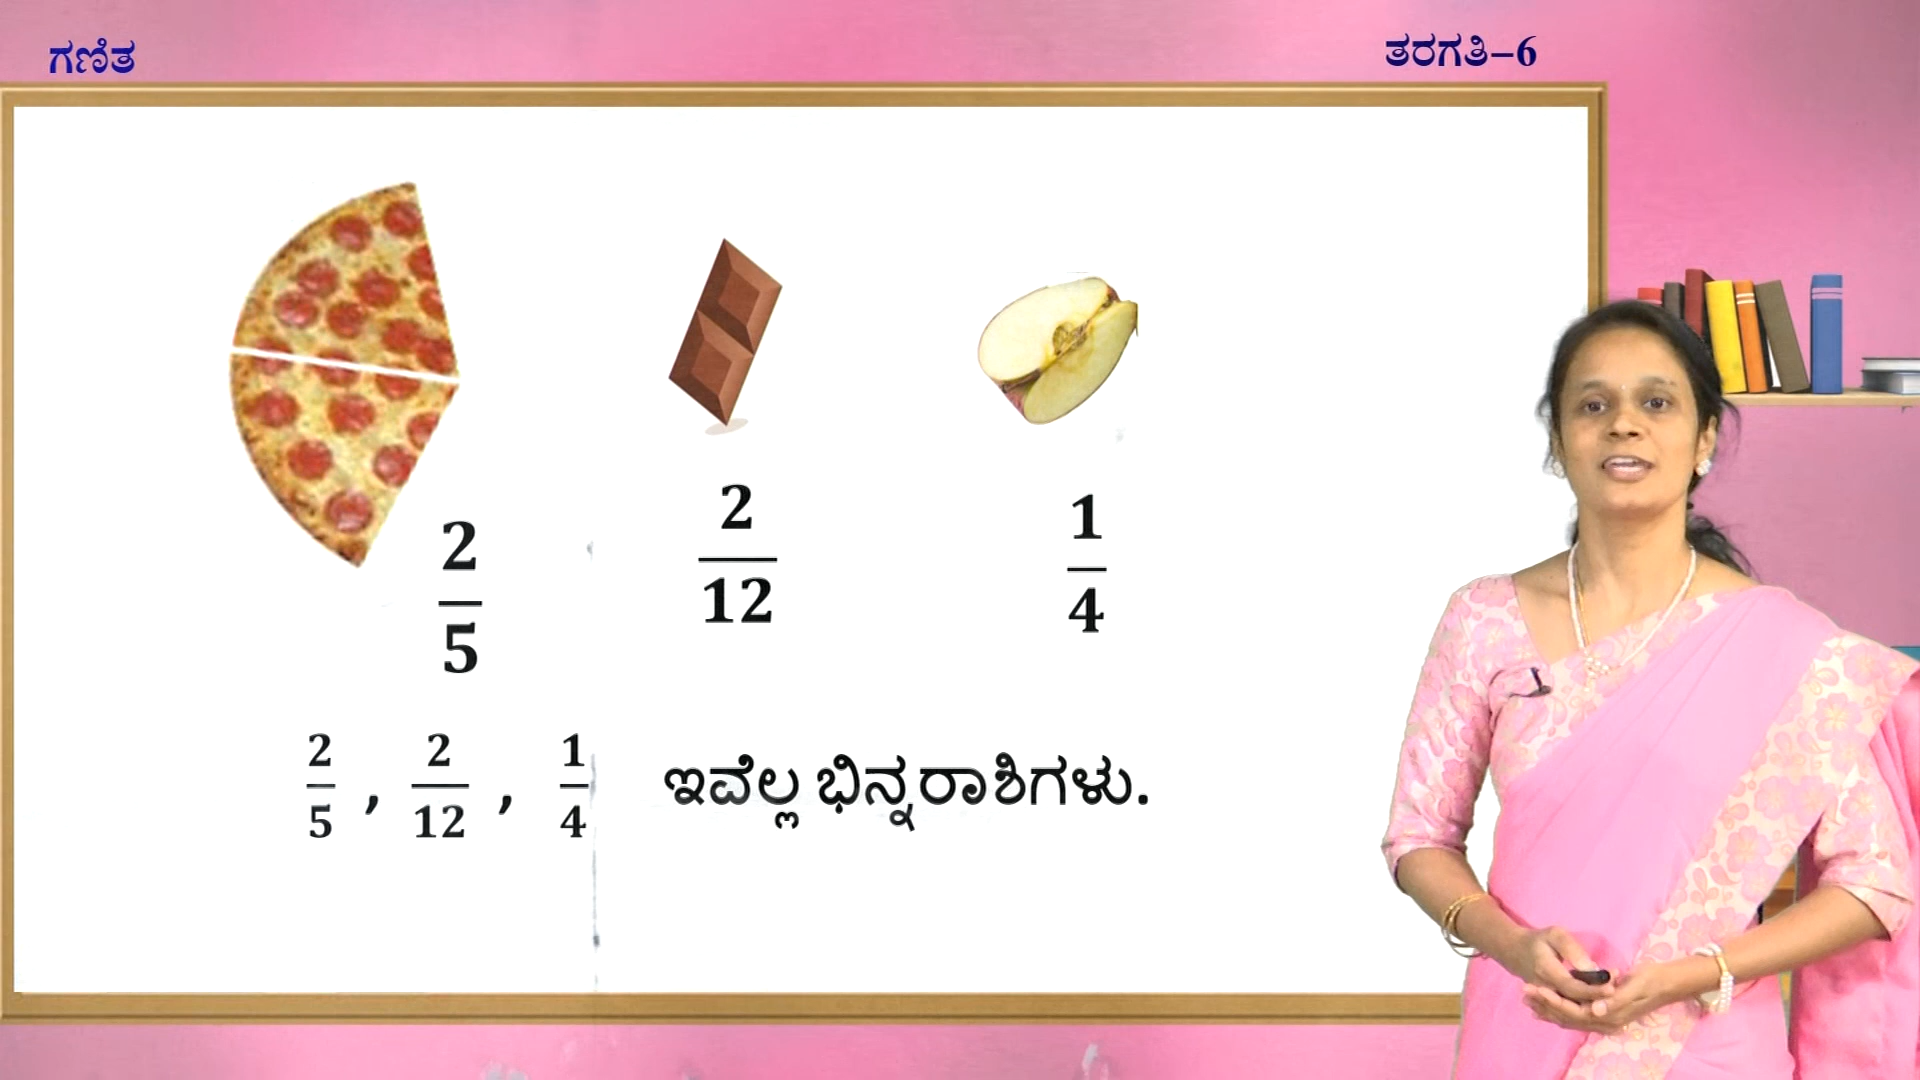 ಗಣಿತ
ತರಗತಿ–6
2/5
2/12
1/4
2/5 , 2/12 , 1/4 ಇವೆಲ್ಲ ಭಿನ್ನರಾಶಿಗಳು.